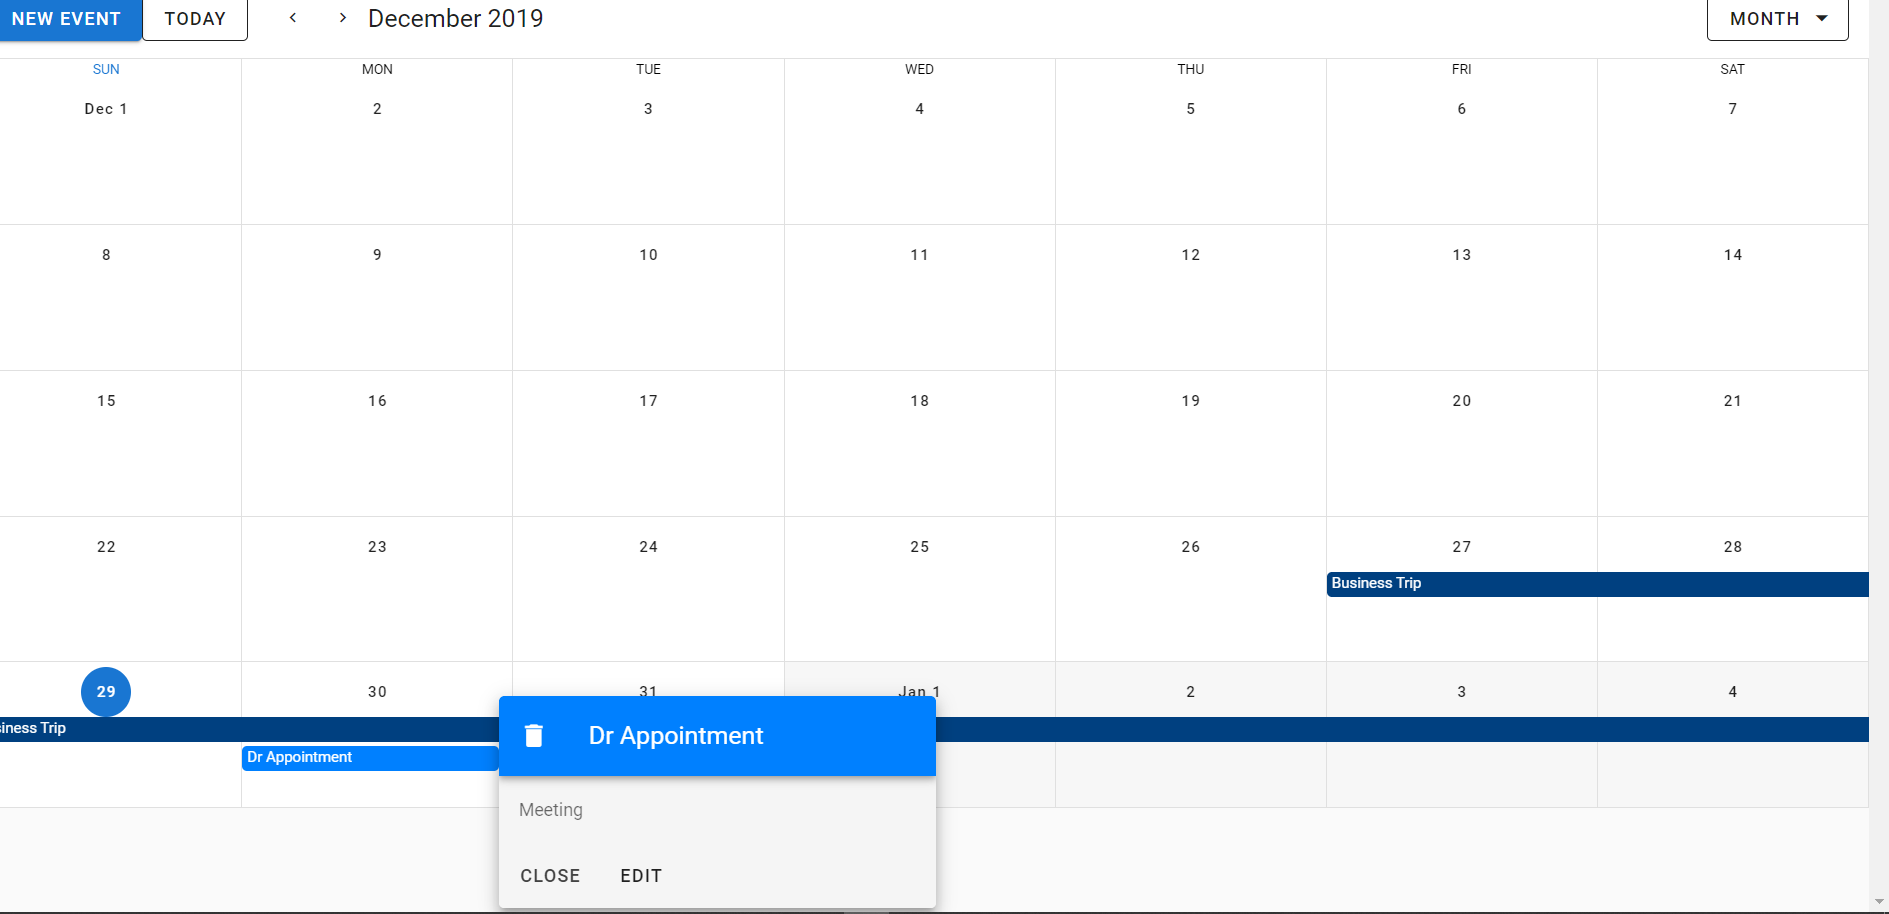 NEW EVENT TODAY < > December 2019 MONTH
SUN MON TUE WED THU FRI SAT
Dec 1 2 3 4 5 6 7
8 9 10 11 12 13 14
15 16 17 18 19 20 21
22 23 24 25 26 27 28
Business Trip
29 30 31 Jan 1 2 3 4
siness Trip
Dr Appointment
Dr Appointment
Meeting
CLOSE EDIT